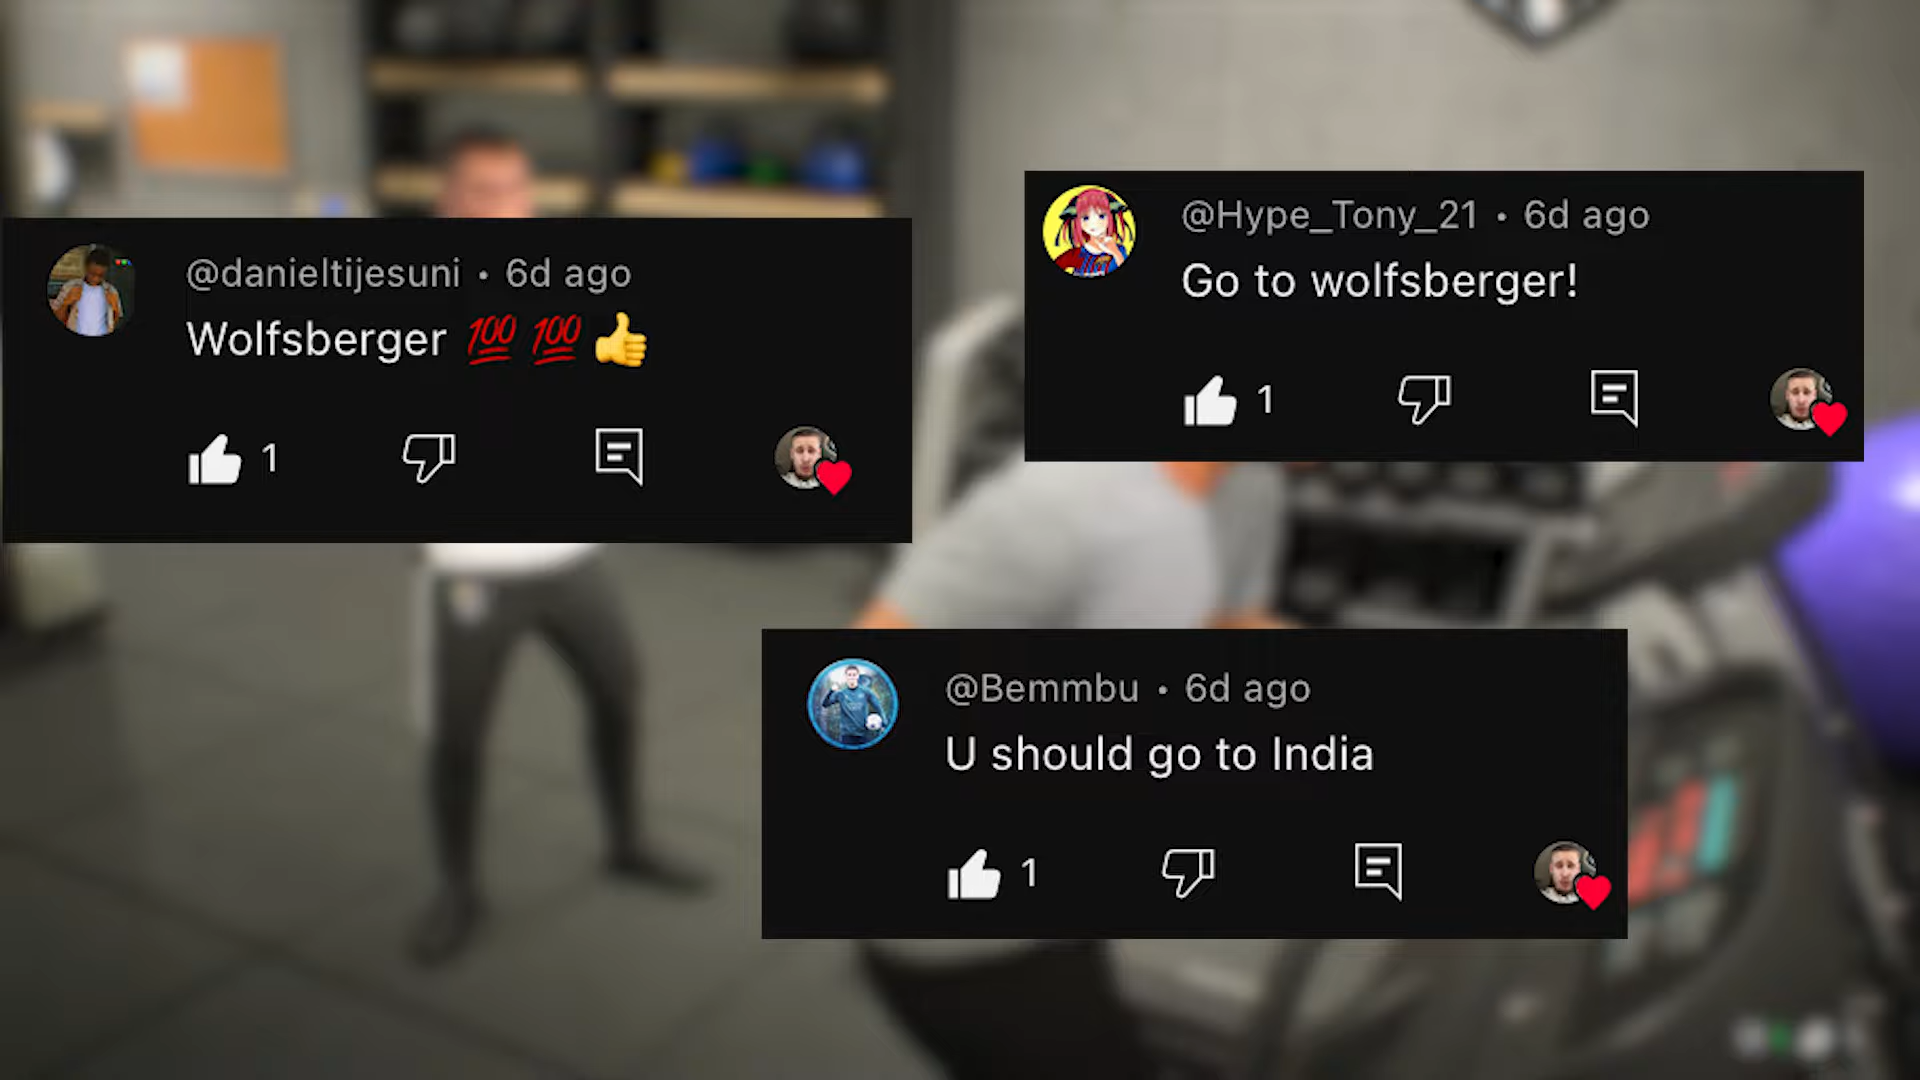 @danieltijesuni • 6d ago
Wolfsberger 💯 💯 👍
1
@Hype_Tony_21 • 6d ago
Go to wolfsberger!
1
@Bemmbu • 6d ago
U should go to India
1